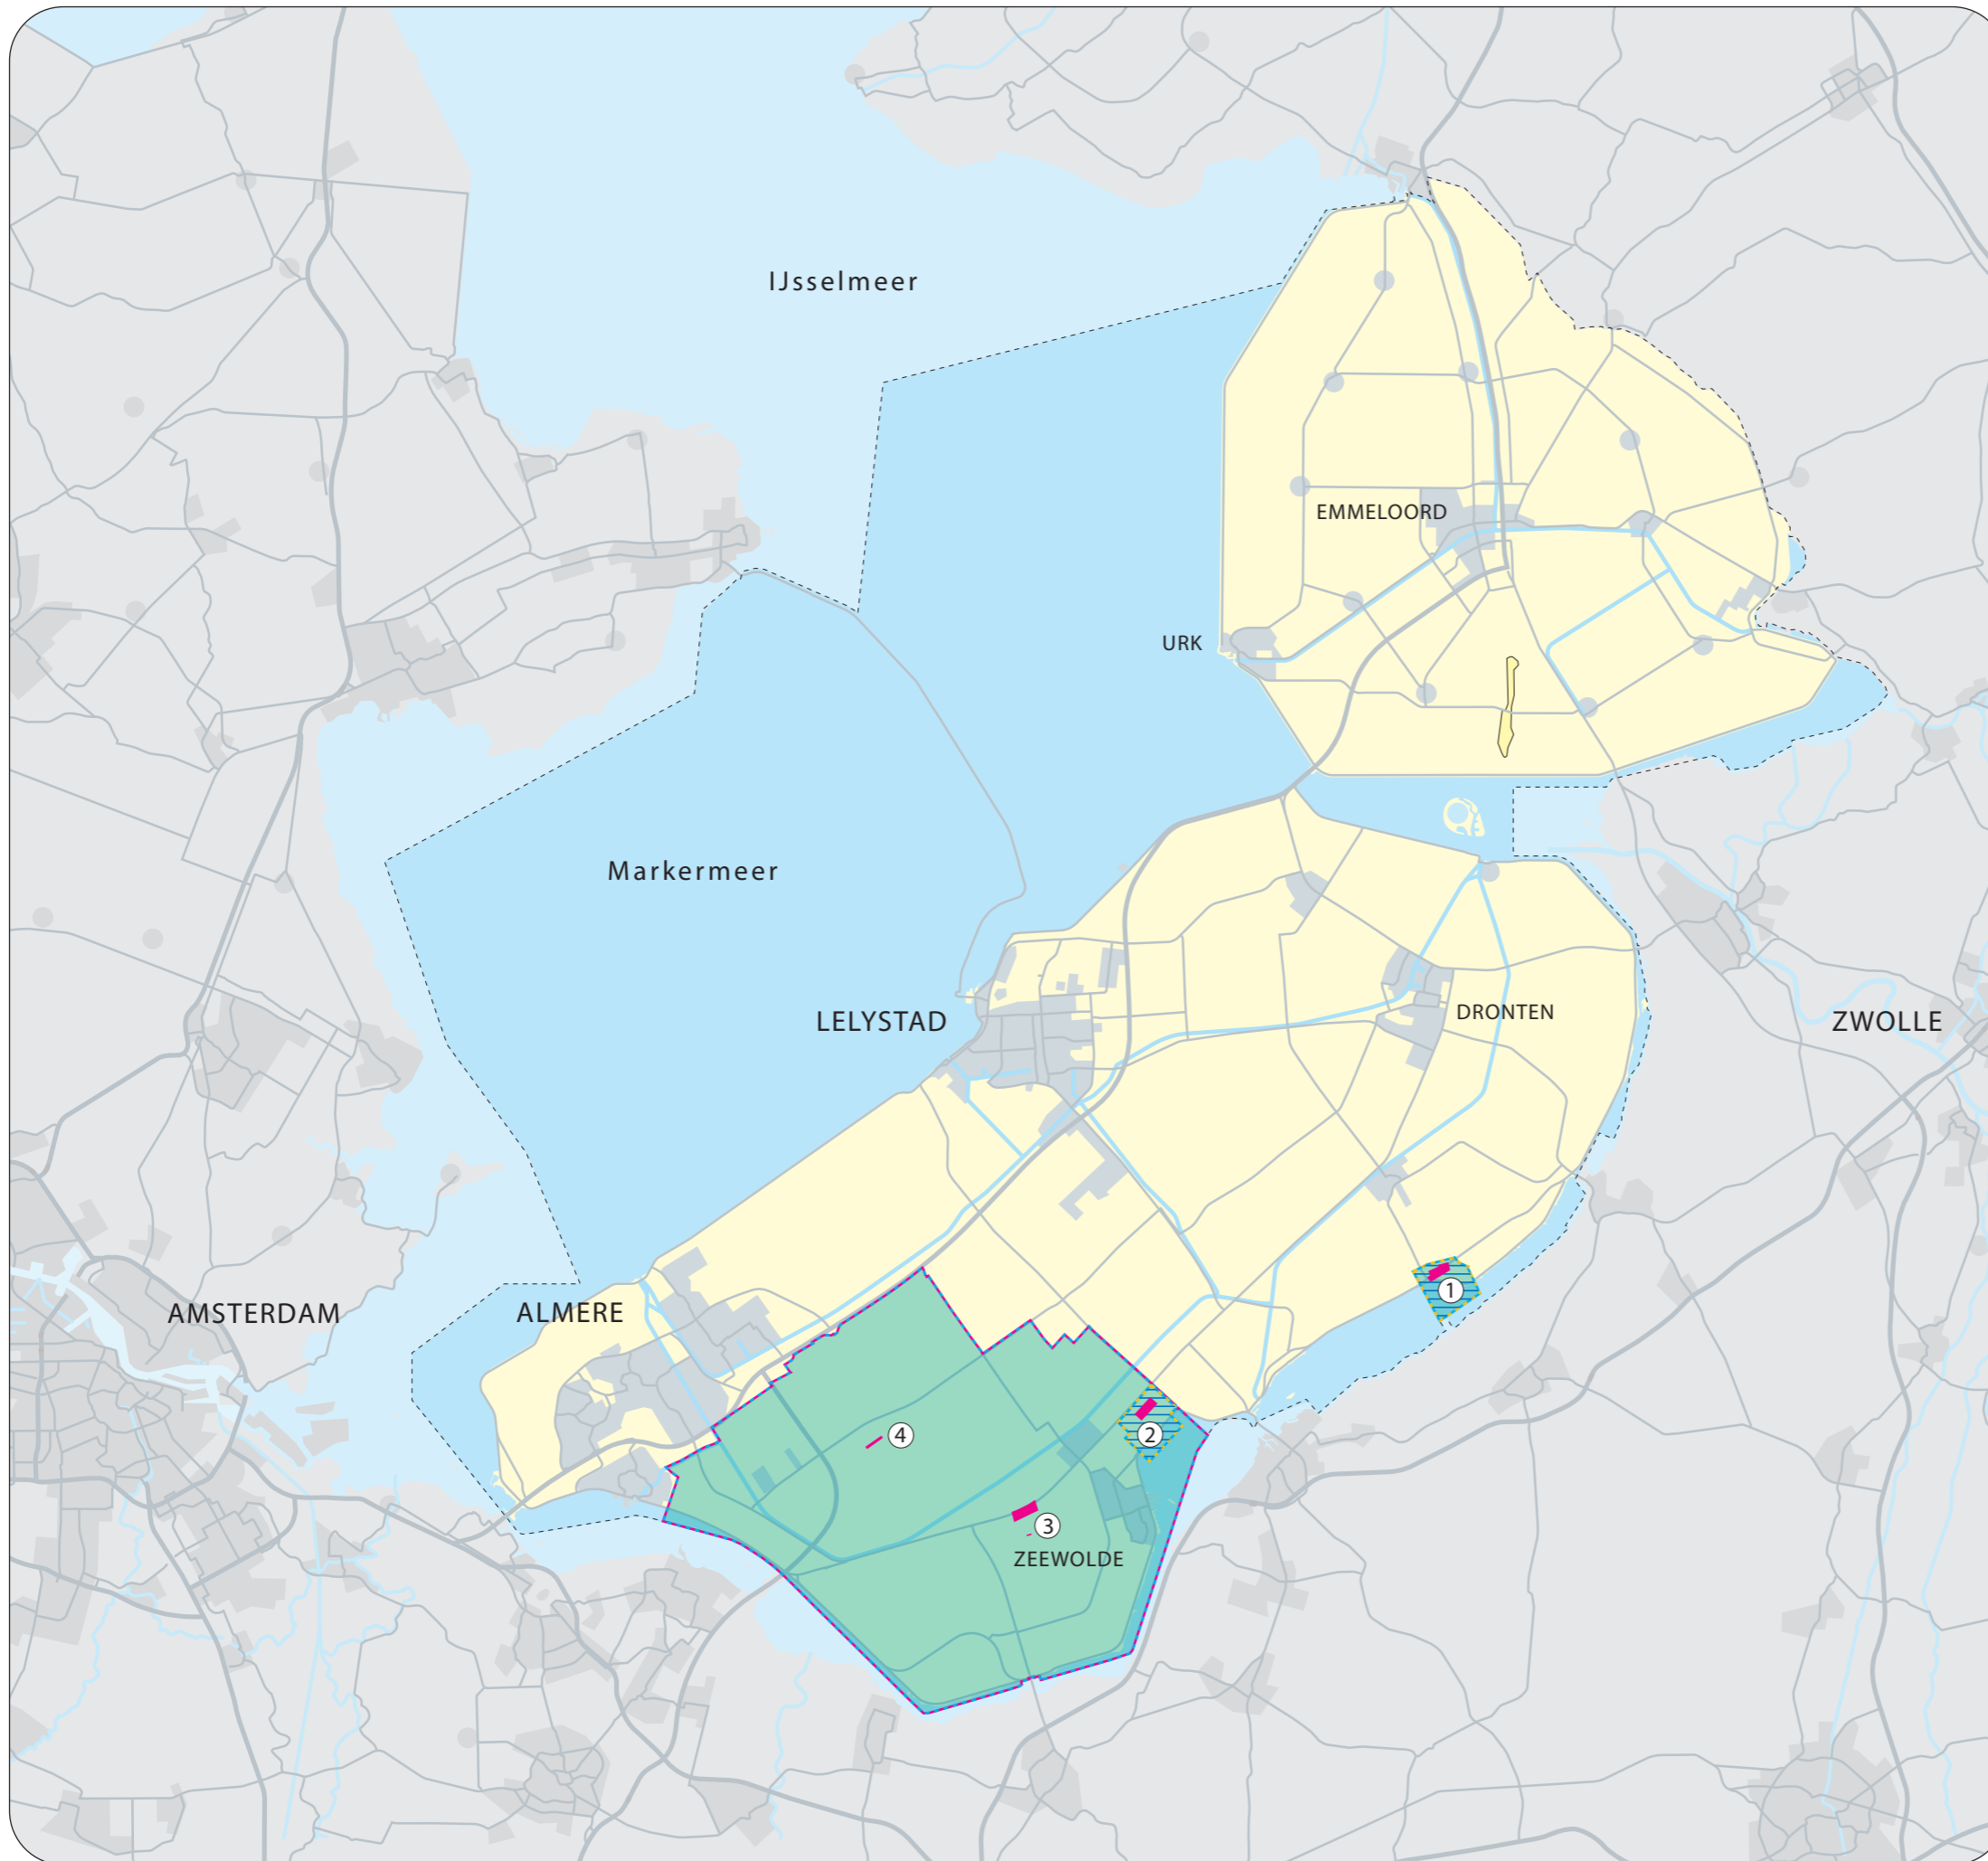 IJsselmeer
EMMELOORD
URK
Markermeer
LELYSTAD
DRONTEN
ZWOLLE
1
AMSTERDAM
ALMERE
2
4
3
ZEEWOLDE